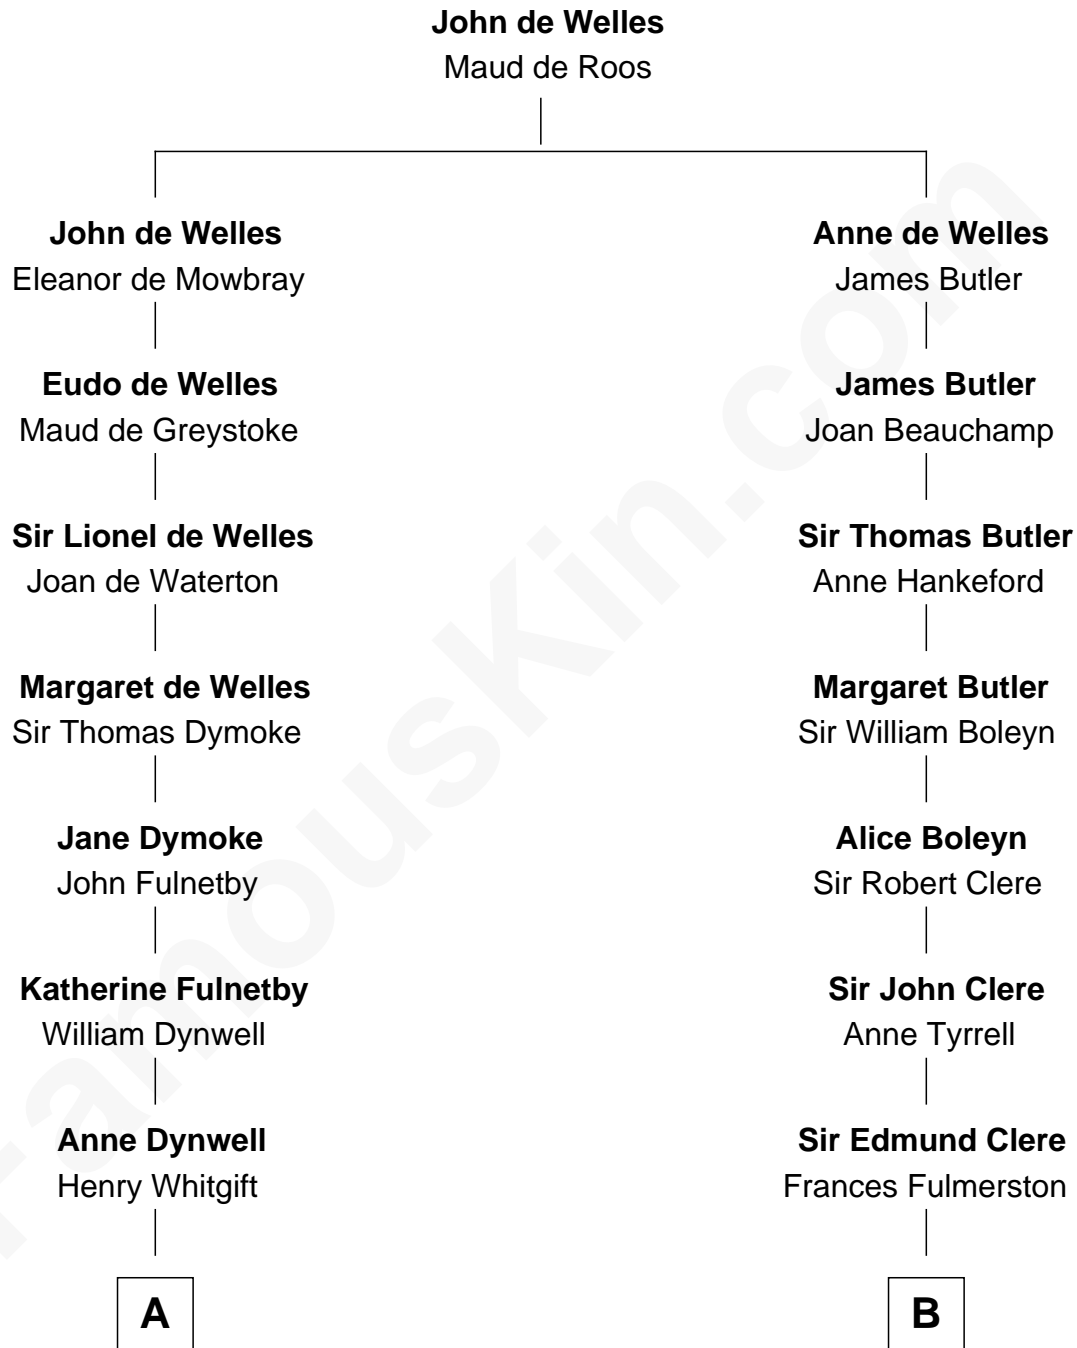 John de Welles
Maud de Roos
John de Welles
Eleanor de Mowbray
Anne de Welles
James Butler
Eudo de Welles
Maud de Greystoke
James Butler
Joan Beauchamp
Sir Lionel de Welles
Joan de Waterton
Sir Thomas Butler
Anne Hankeford
Margaret de Welles
Sir Thomas Dymoke
Margaret Butler
Sir William Boleyn
Jane Dymoke
John Fulnetby
Alice Boleyn
Sir Robert Clere
Katherine Fulnetby
William Dynwell
Sir John Clere
Anne Tyrrell
Anne Dynwell
Henry Whitgift
Sir Edmund Clere
Frances Fulmerston
A
B
FamousKin.com